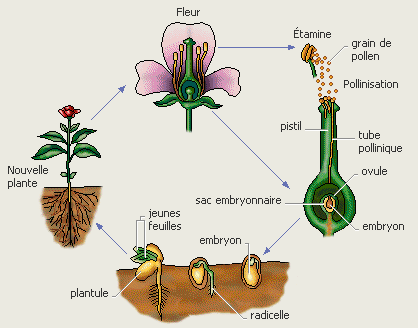 Fleur
Étamine
grain de
pollen
Pollinisation
pistil
tube
pollinique
ovule
sac embryonnaire
embryon
Nouvelle
plante
jeunes
feuilles
embryon
plantule
radicelle